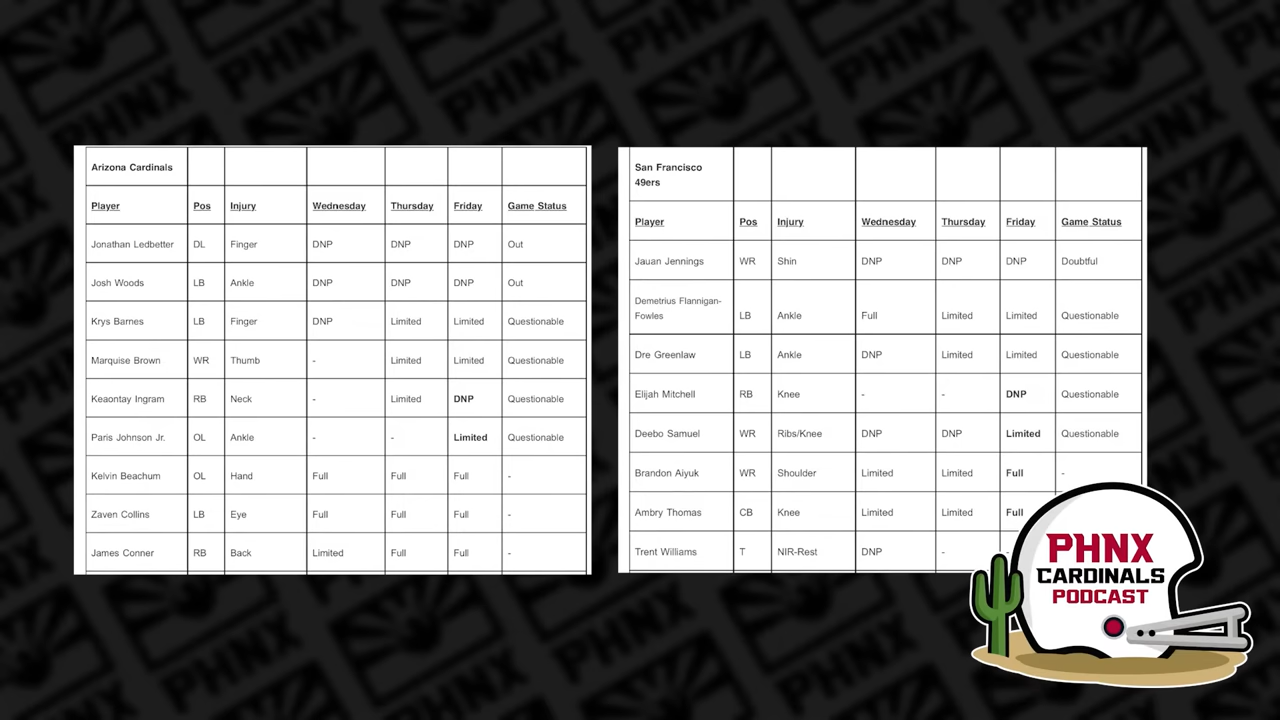 Arizona Cardinals
Player Pos Injury Wednesday Thursday Friday Game Status
Jonathan Ledbetter DL Finger DNP DNP DNP Out
Josh Woods LB Ankle DNP DNP DNP Out
Krys Barnes LB Finger DNP Limited Limited Questionable
Marquise Brown WR Thumb - Limited Limited Questionable
Keaontay Ingram RB Neck - Limited DNP Questionable
Paris Johnson Jr. OL Ankle - - Limited Questionable
Kelvin Beachum OL Hand Full Full Full -
Zaven Collins LB Eye Full Full Full -
James Conner RB Back Limited Full Full -
San Francisco
49ers
Player Pos Injury Wednesday Thursday Friday Game Status
Jauan Jennings WR Shin DNP DNP DNP Doubtful
Demetrius Flannigan-
Fowles LB Ankle Full Limited Limited Questionable
Dre Greenlaw LB Ankle DNP Limited Limited Questionable
Elijah Mitchell RB Knee - - DNP Questionable
Deebo Samuel WR Ribs/Knee DNP DNP Limited Questionable
Brandon Aiyuk WR Shoulder Limited Limited Full -
Ambry Thomas CB Knee Limited Limited Full
Trent Williams T NIR-Rest DNP - -
PHNX
CARDINALS
PODCAST